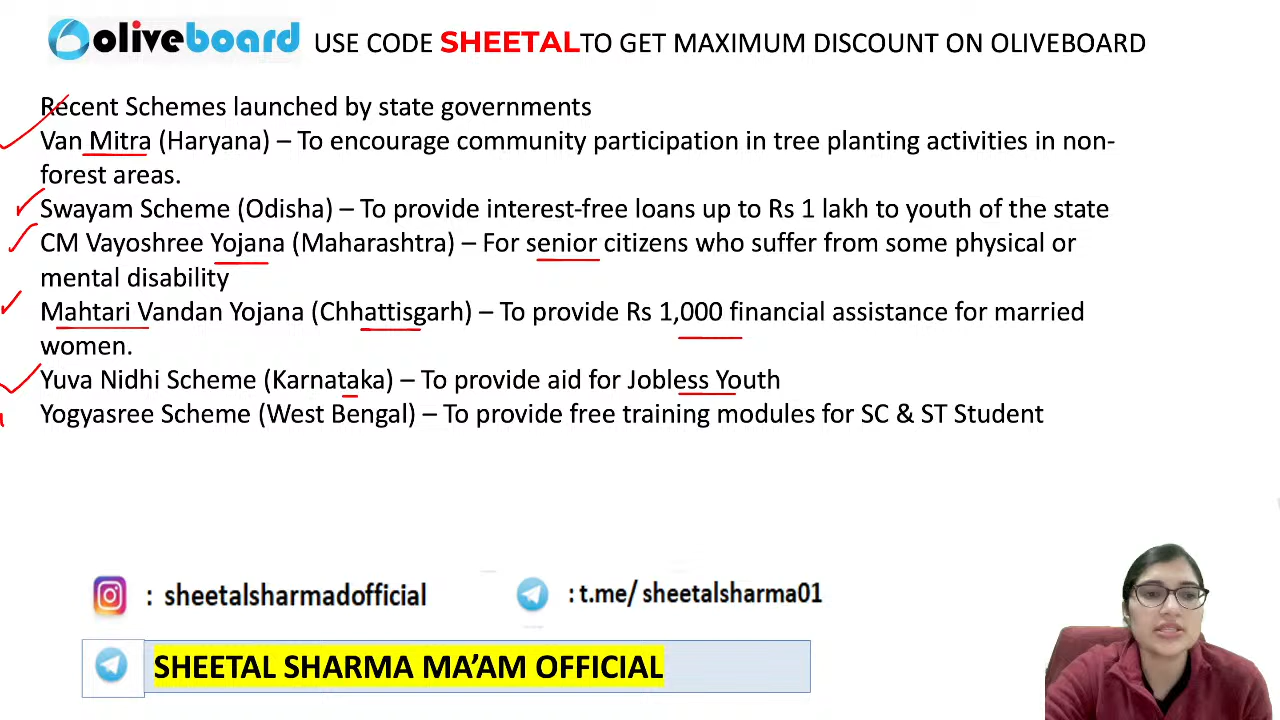 oliveboard USE CODE SHEETAL TO GET MAXIMUM DISCOUNT ON OLIVEBOARD
Recent Schemes launched by state governments
Van Mitra (Haryana) – To encourage community participation in tree planting activities in non-
forest areas.
Swayam Scheme (Odisha) – To provide interest-free loans up to Rs 1 lakh to youth of the state
CM Vayoshree Yojana (Maharashtra) – For senior citizens who suffer from some physical or
mental disability
Mahtari Vandan Yojana (Chhattisgarh) – To provide Rs 1,000 financial assistance for married
women.
Yuva Nidhi Scheme (Karnataka) – To provide aid for Jobless Youth
Yogyasree Scheme (West Bengal) – To provide free training modules for SC & ST Student
: sheetalsharmadofficial
: t.me/ sheetalsharma01
SHEETAL SHARMA MA’AM OFFICIAL